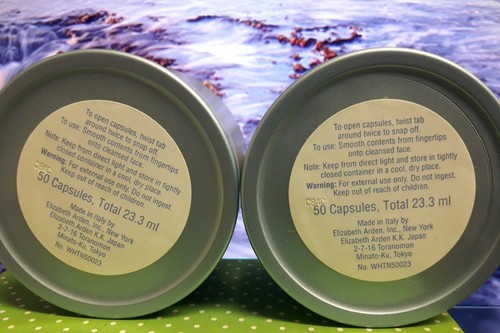 To open capsules, twist tab
around twice to snap off.
To use: Smooth contents from fingertips
onto cleansed face.
Note: Keep from direct light and store in tightly
closed container in a cool, dry place.
Warning: For external use only. Do not ingest.
Keep out of reach of children.
50 Capsules, Total 23.3 ml
Made in Italy by
Elizabeth Arden, Inc., New York
Elizabeth Arden K.K. Japan
2-7-16 Toranomon
Minato-Ku, Tokyo
No. WHTN50023
To open capsules, twist tab
around twice to snap off.
To use: Smooth contents from fingertips
onto cleansed face.
Note: Keep from direct light and store in tightly
closed container in a cool, dry place.
Warning: For external use only. Do not ingest.
Keep out of reach of children.
50 Capsules, Total 23.3 ml
Made in Italy by
Elizabeth Arden, Inc., New York
Elizabeth Arden K.K. Japan
2-7-16 Toranomon
Minato-Ku, Tokyo
No. WHTN50023